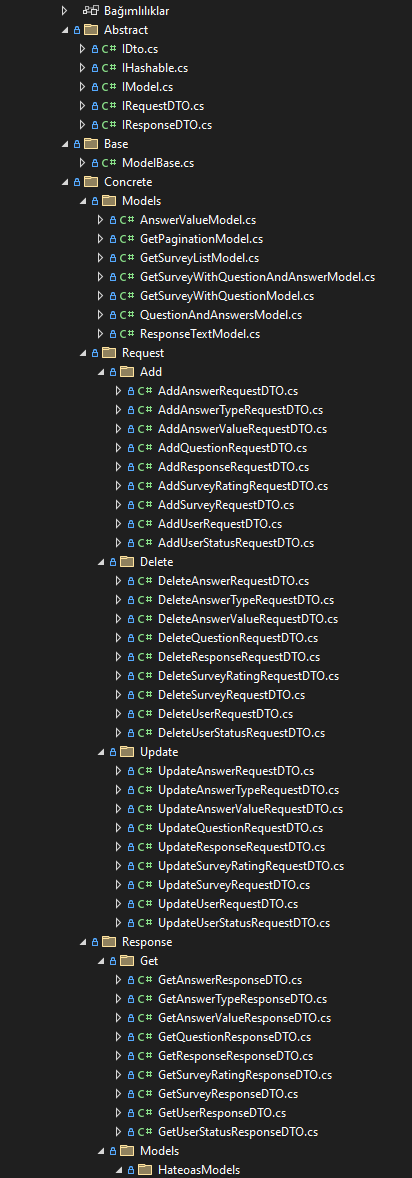 Bağımlılıklar
Abstract
C# IDto.cs
C# IHashable.cs
C# IModel.cs
C# IRequestDTO.cs
C# IResponseDTO.cs
Base
C# ModelBase.cs
Concrete
Models
C# AnswerValueModel.cs
C# GetPaginationModel.cs
C# GetSurveyListModel.cs
C# GetSurveyWithQuestionAndAnswerModel.cs
C# GetSurveyWithQuestionModel.cs
C# QuestionAndAnswersModel.cs
C# ResponseTextModel.cs
Request
Add
C# AddAnswerRequestDTO.cs
C# AddAnswerTypeRequestDTO.cs
C# AddAnswerValueRequestDTO.cs
C# AddQuestionRequestDTO.cs
C# AddResponseRequestDTO.cs
C# AddSurveyRatingRequestDTO.cs
C# AddSurveyRequestDTO.cs
C# AddUserRequestDTO.cs
C# AddUserStatusRequestDTO.cs
Delete
C# DeleteAnswerRequestDTO.cs
C# DeleteAnswerTypeRequestDTO.cs
C# DeleteAnswerValueRequestDTO.cs
C# DeleteQuestionRequestDTO.cs
C# DeleteResponseRequestDTO.cs
C# DeleteSurveyRatingRequestDTO.cs
C# DeleteSurveyRequestDTO.cs
C# DeleteUserRequestDTO.cs
C# DeleteUserStatusRequestDTO.cs
Update
C# UpdateAnswerRequestDTO.cs
C# UpdateAnswerTypeRequestDTO.cs
C# UpdateAnswerValueRequestDTO.cs
C# UpdateQuestionRequestDTO.cs
C# UpdateResponseRequestDTO.cs
C# UpdateSurveyRatingRequestDTO.cs
C# UpdateSurveyRequestDTO.cs
C# UpdateUserRequestDTO.cs
C# UpdateUserStatusRequestDTO.cs
Response
Get
C# GetAnswerResponseDTO.cs
C# GetAnswerTypeResponseDTO.cs
C# GetAnswerValueResponseDTO.cs
C# GetQuestionResponseDTO.cs
C# GetResponseResponseDTO.cs
C# GetSurveyRatingResponseDTO.cs
C# GetSurveyResponseDTO.cs
C# GetUserResponseDTO.cs
C# GetUserStatusResponseDTO.cs
Models
HateoasModels